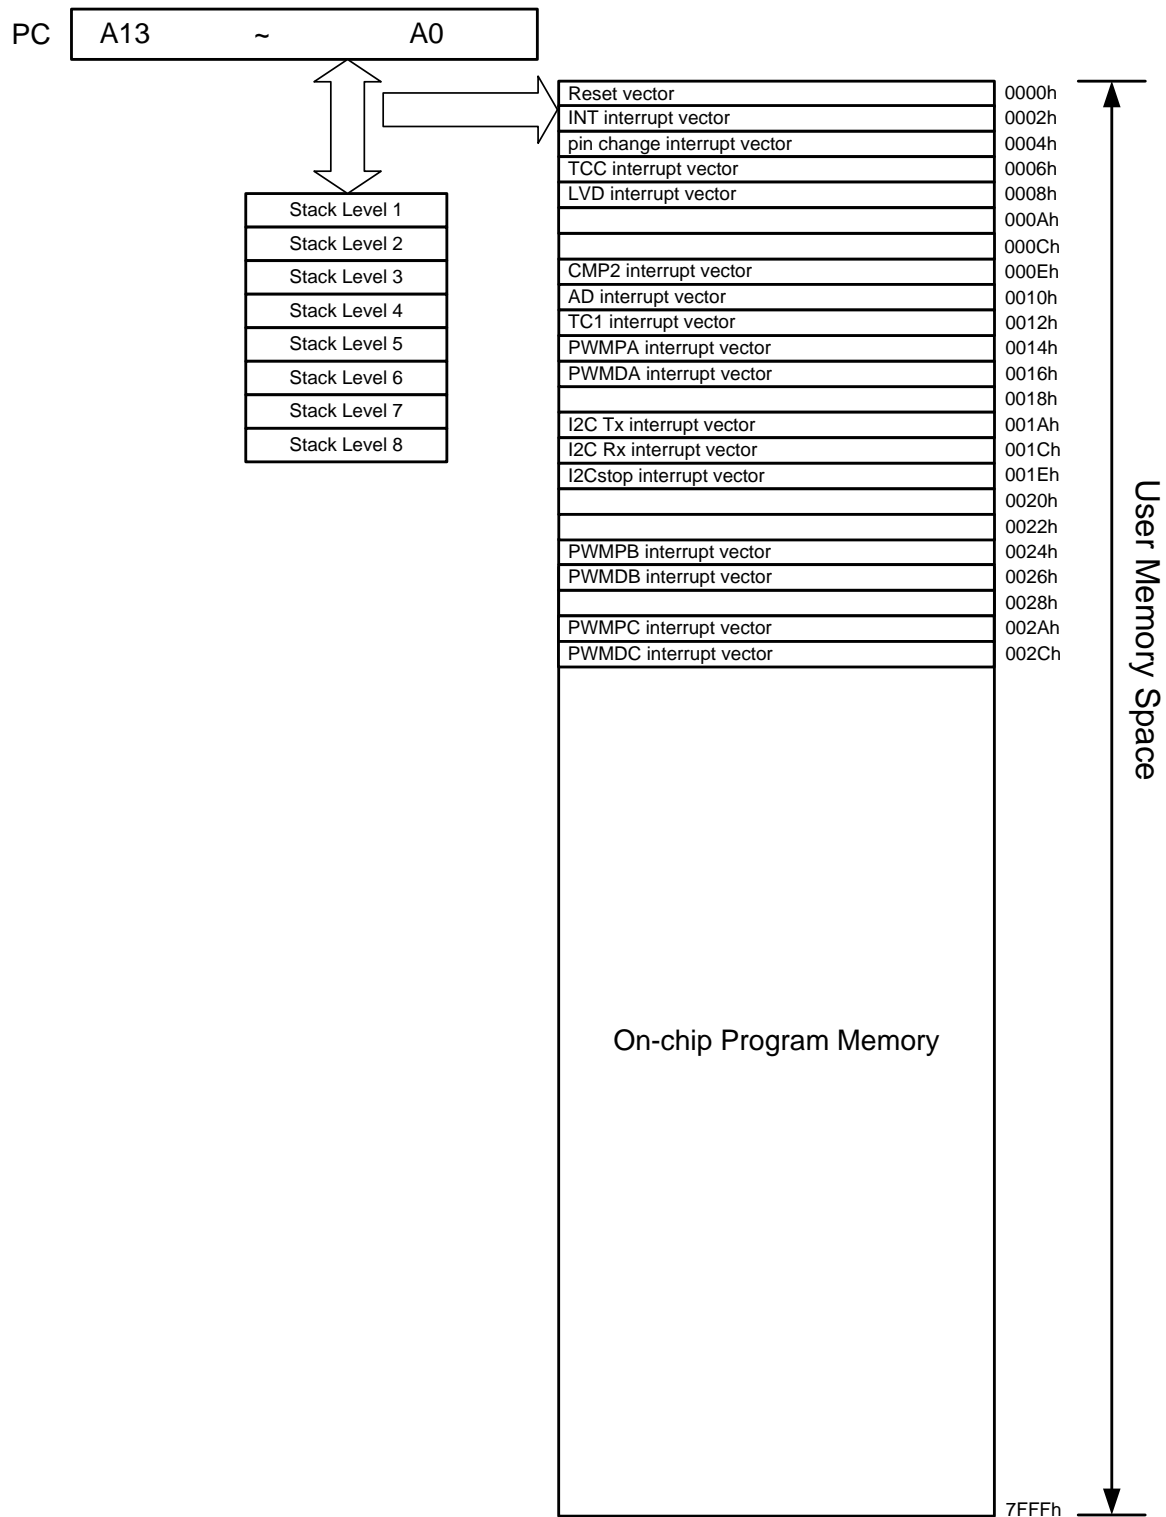 PC A13 ~ A0
Stack Level 1
Stack Level 2
Stack Level 3
Stack Level 4
Stack Level 5
Stack Level 6
Stack Level 7
Stack Level 8
Reset vector 0000h
INT interrupt vector 0002h
pin change interrupt vector 0004h
TCC interrupt vector 0006h
LVD interrupt vector 0008h
000Ah
000Ch
CMP2 interrupt vector 000Eh
AD interrupt vector 0010h
TC1 interrupt vector 0012h
PWMPA interrupt vector 0014h
PWMDA interrupt vector 0016h
0018h
I2C Tx interrupt vector 001Ah
I2C Rx interrupt vector 001Ch
I2Cstop interrupt vector 001Eh
0020h
0022h
PWMPB interrupt vector 0024h
PWMDB interrupt vector 0026h
0028h
PWMPC interrupt vector 002Ah
PWMDC interrupt vector 002Ch
On-chip Program Memory
7FFFh
User Memory Space